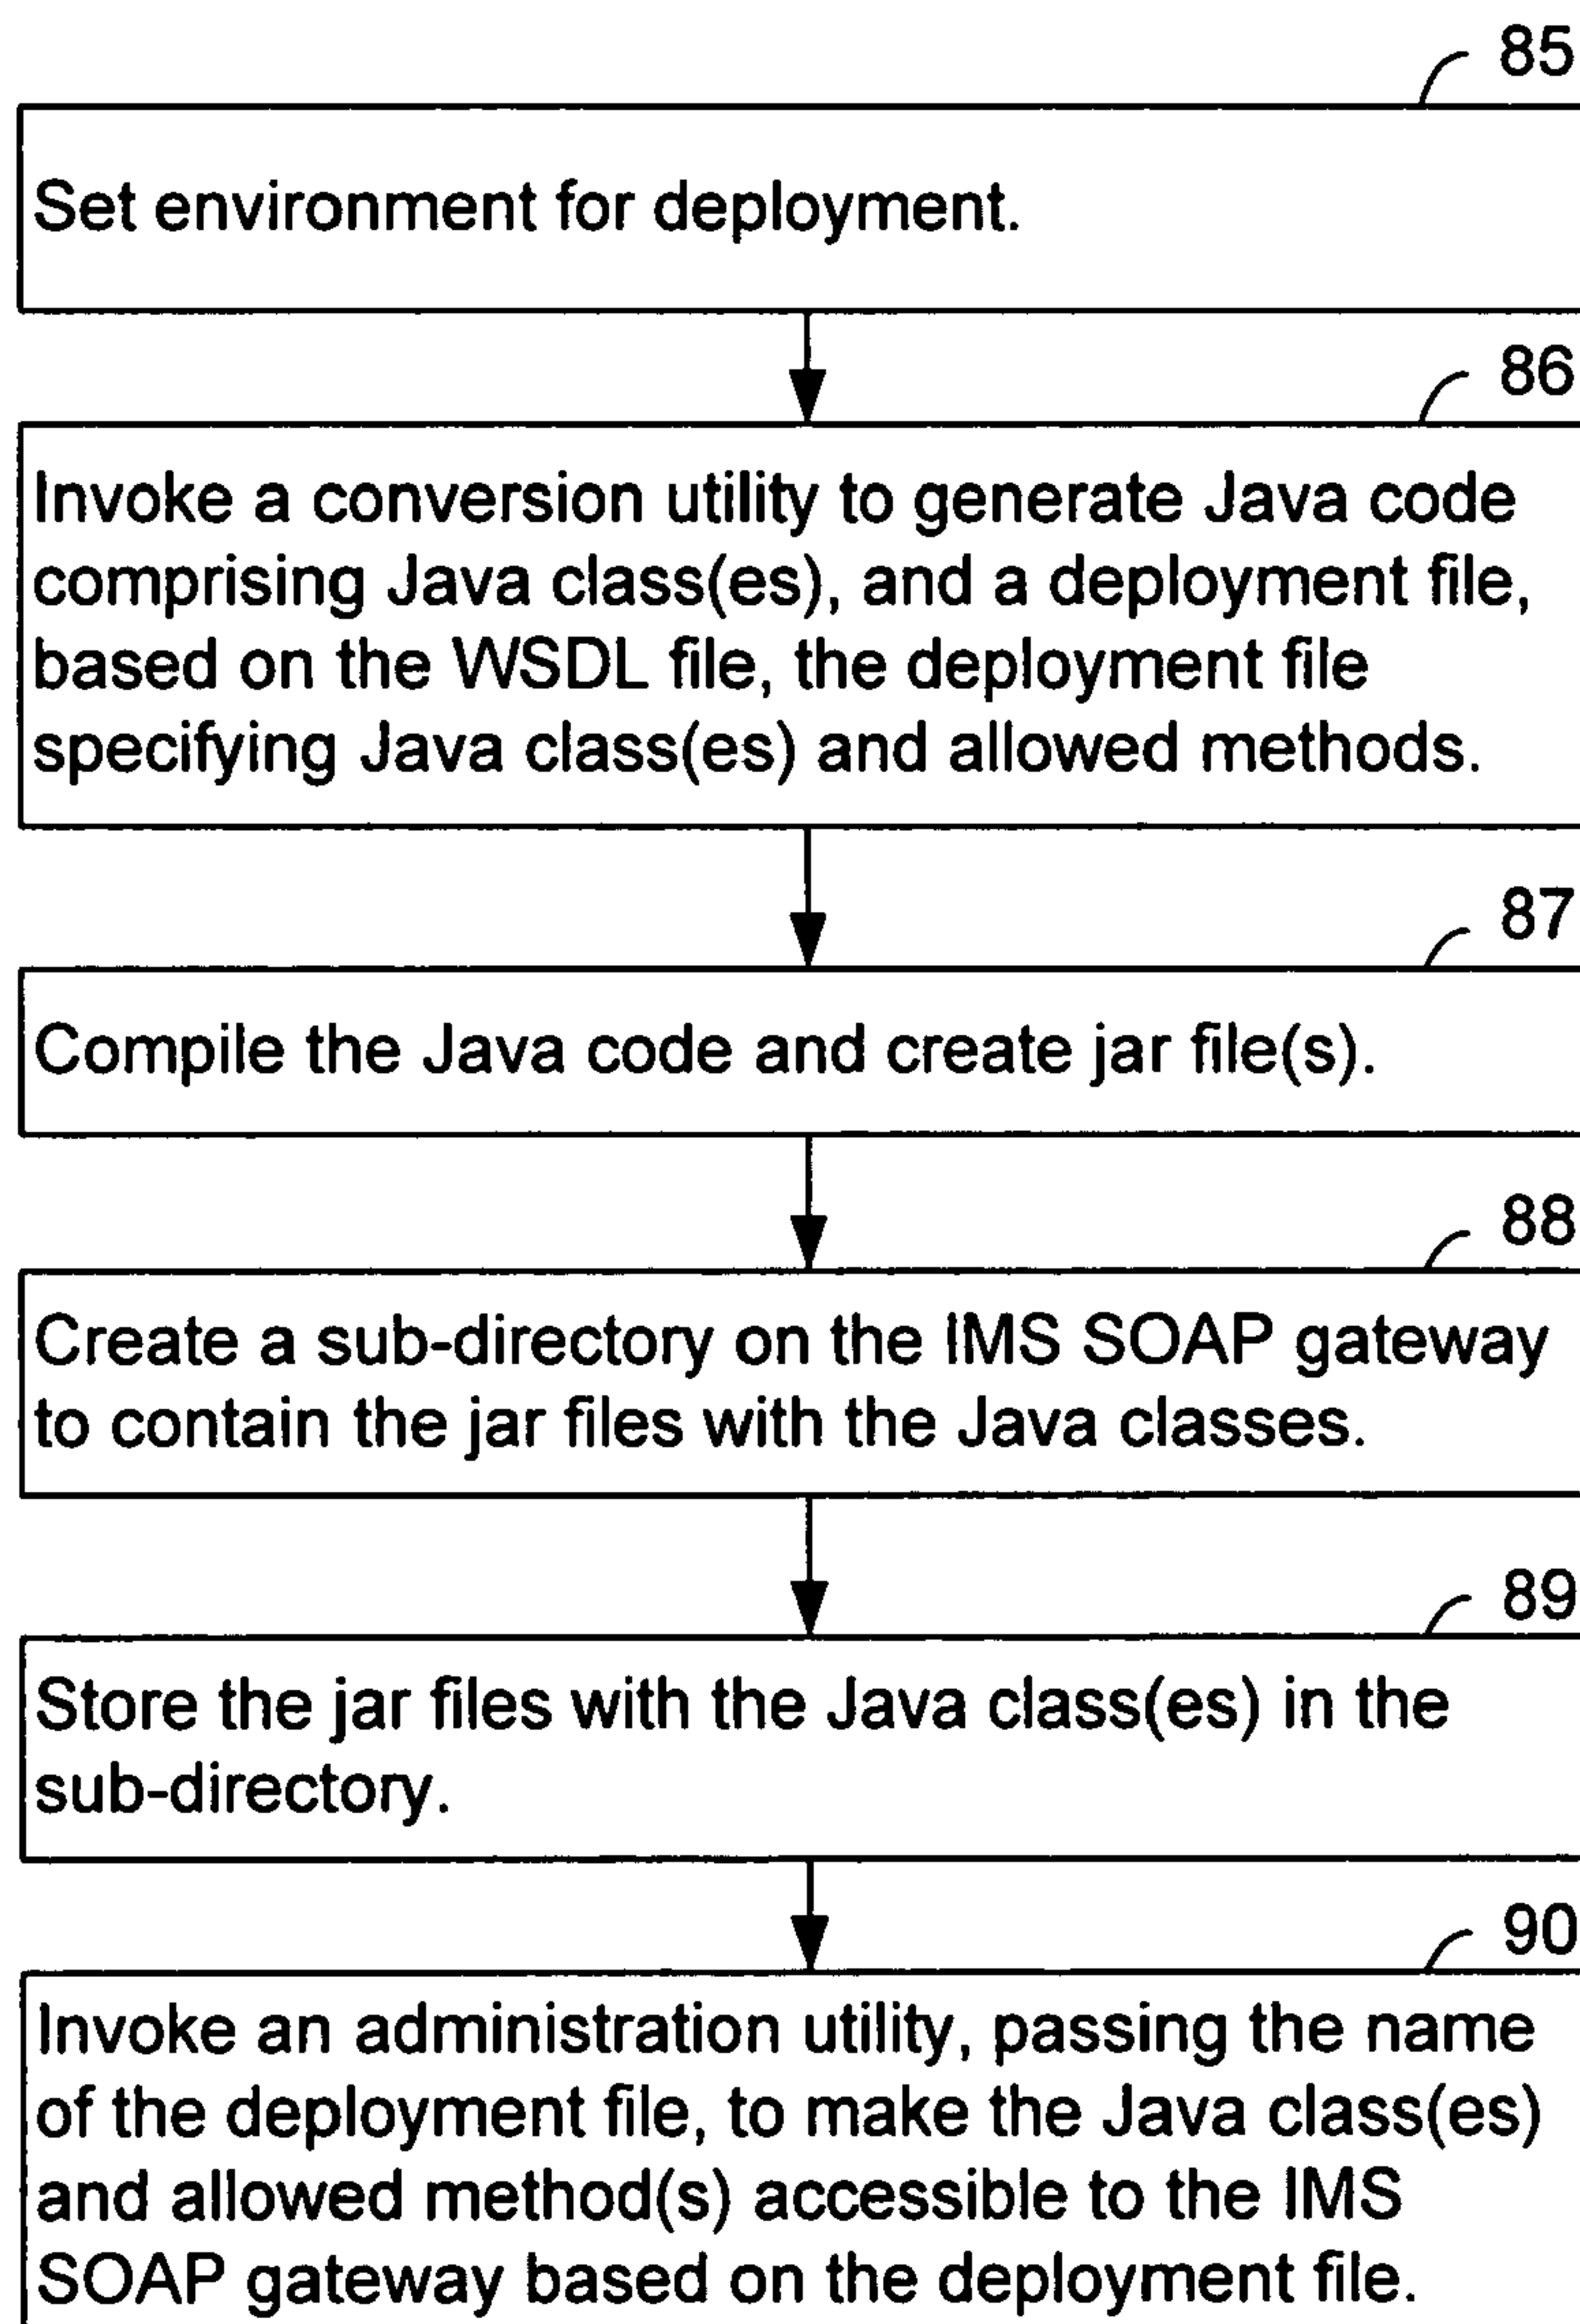 85
Set environment for deployment.
86
Invoke a conversion utility to generate Java code
comprising Java class(es), and a deployment file,
based on the WSDL file, the deployment file
specifying Java class(es) and allowed methods.
87
Compile the Java code and create jar file(s).
88
Create a sub-directory on the IMS SOAP gateway
to contain the jar files with the Java classes.
89
Store the jar files with the Java class(es) in the
sub-directory.
90
Invoke an administration utility, passing the name
of the deployment file, to make the Java class(es)
and allowed method(s) accessible to the IMS
SOAP gateway based on the deployment file.